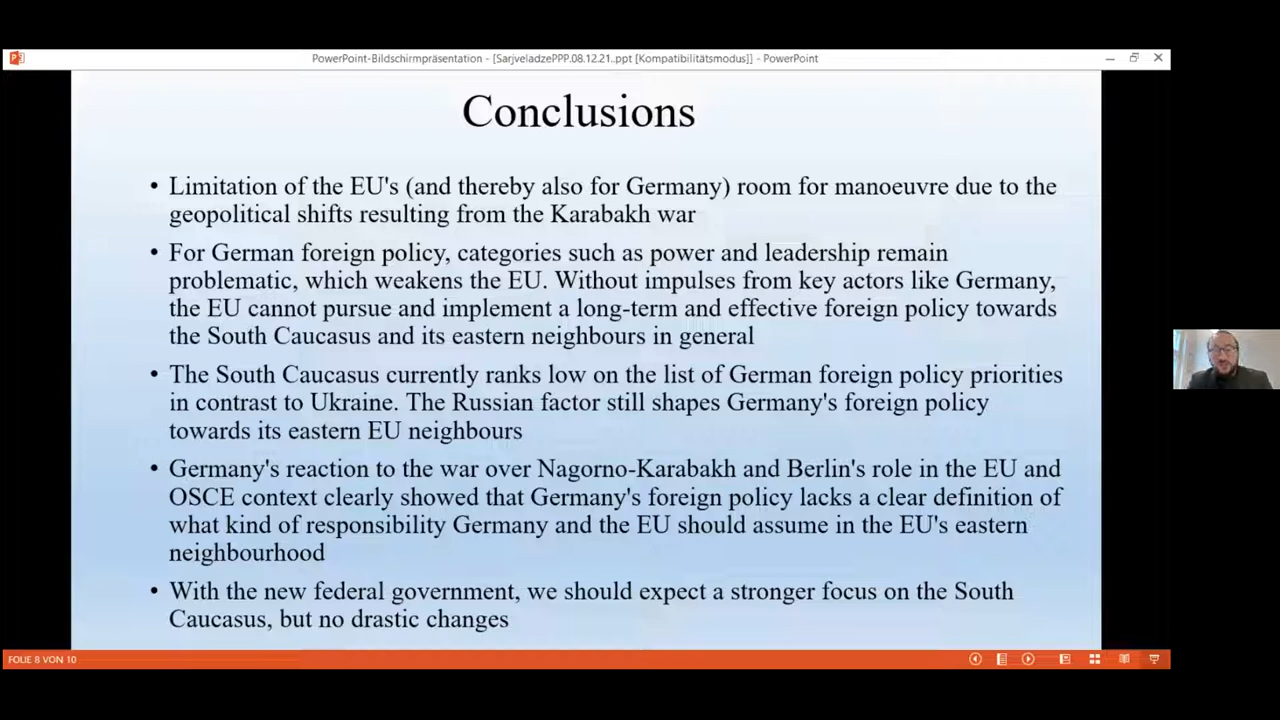 PowerPoint-Bildschirmpräsentation - [SarjveladzePPP.08.12.21..ppt [Kompatibilitätsmodus]] - PowerPoint
Conclusions
• Limitation of the EU's (and thereby also for Germany) room for manoeuvre due to the
geopolitical shifts resulting from the Karabakh war
• For German foreign policy, categories such as power and leadership remain
problematic, which weakens the EU. Without impulses from key actors like Germany,
the EU cannot pursue and implement a long-term and effective foreign policy towards
the South Caucasus and its eastern neighbours in general
• The South Caucasus currently ranks low on the list of German foreign policy priorities
in contrast to Ukraine. The Russian factor still shapes Germany's foreign policy
towards its eastern EU neighbours
• Germany's reaction to the war over Nagorno-Karabakh and Berlin's role in the EU and
OSCE context clearly showed that Germany's foreign policy lacks a clear definition of
what kind of responsibility Germany and the EU should assume in the EU's eastern
neighbourhood
• With the new federal government, we should expect a stronger focus on the South
Caucasus, but no drastic changes
FOLIE 8 VON 10